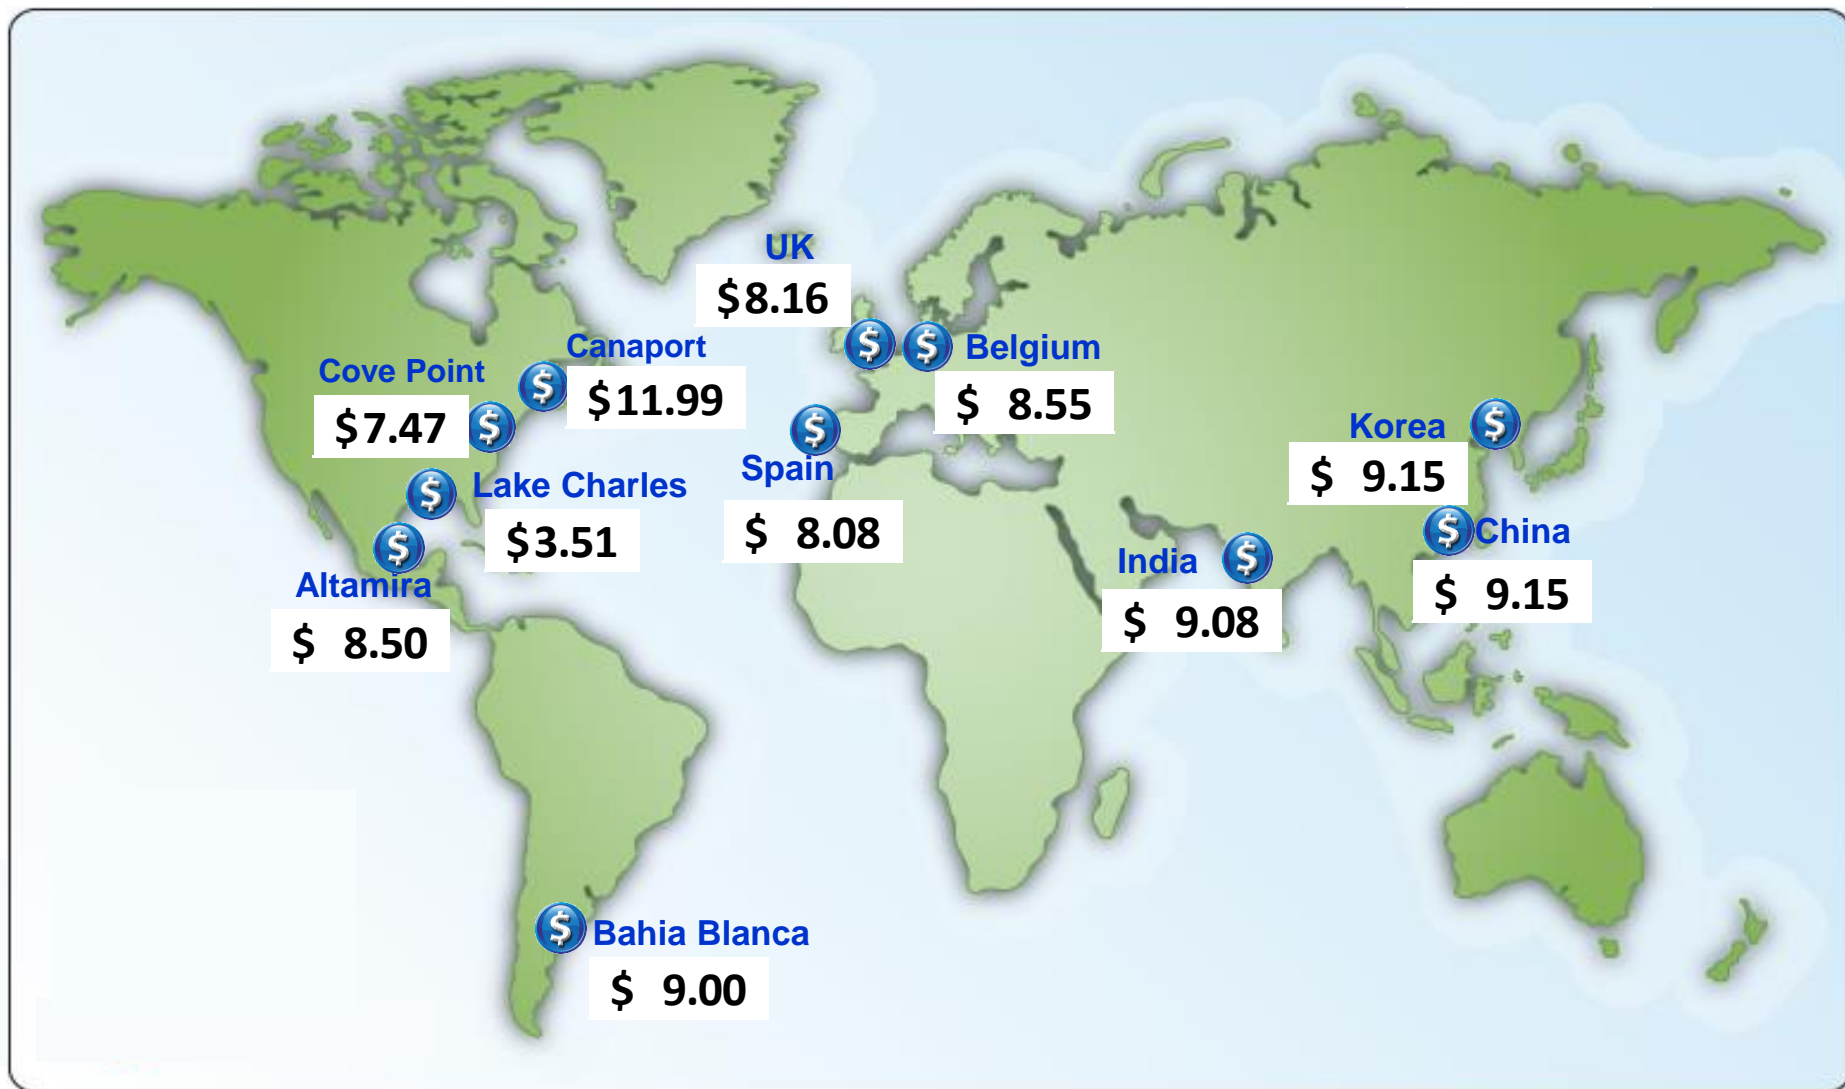 UK
$8.16
Canaport
$11.99
Cove Point
$7.47
Belgium
$ 8.55
Korea
$ 9.15
Spain
$ 8.08
Lake Charles
$3.51
China
$ 9.15
India
$ 9.08
Altamira
$ 8.50
Bahia Blanca
$ 9.00
$
$
$
$
$
$
$
$
$
$
$